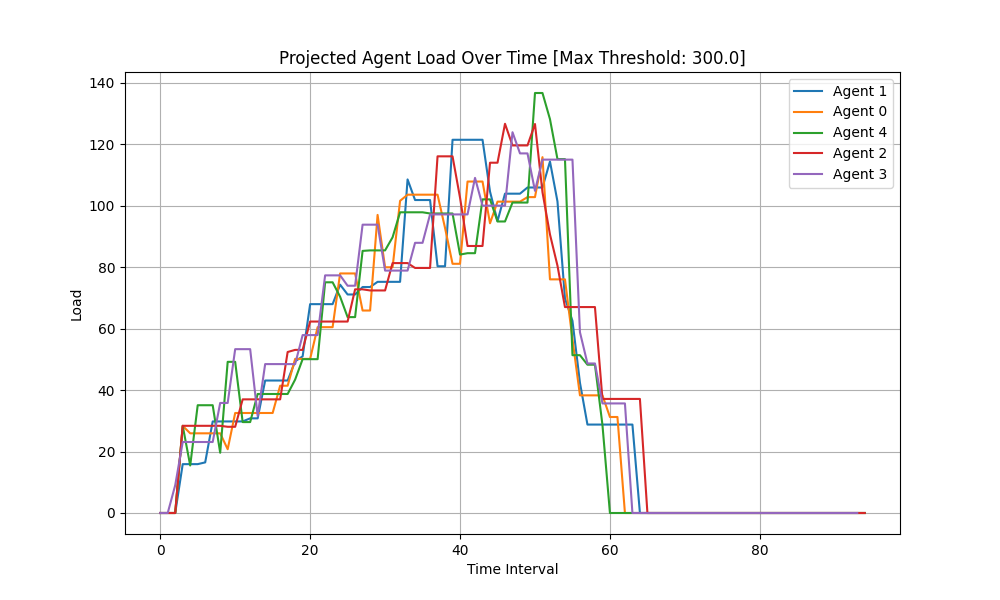 Projected Agent Load Over Time [Max Threshold: 300.0]
Load
140
120
100
80
60
40
20
0
0 20 40 60 80
Time Interval
Agent 1
Agent 0
Agent 4
Agent 2
Agent 3